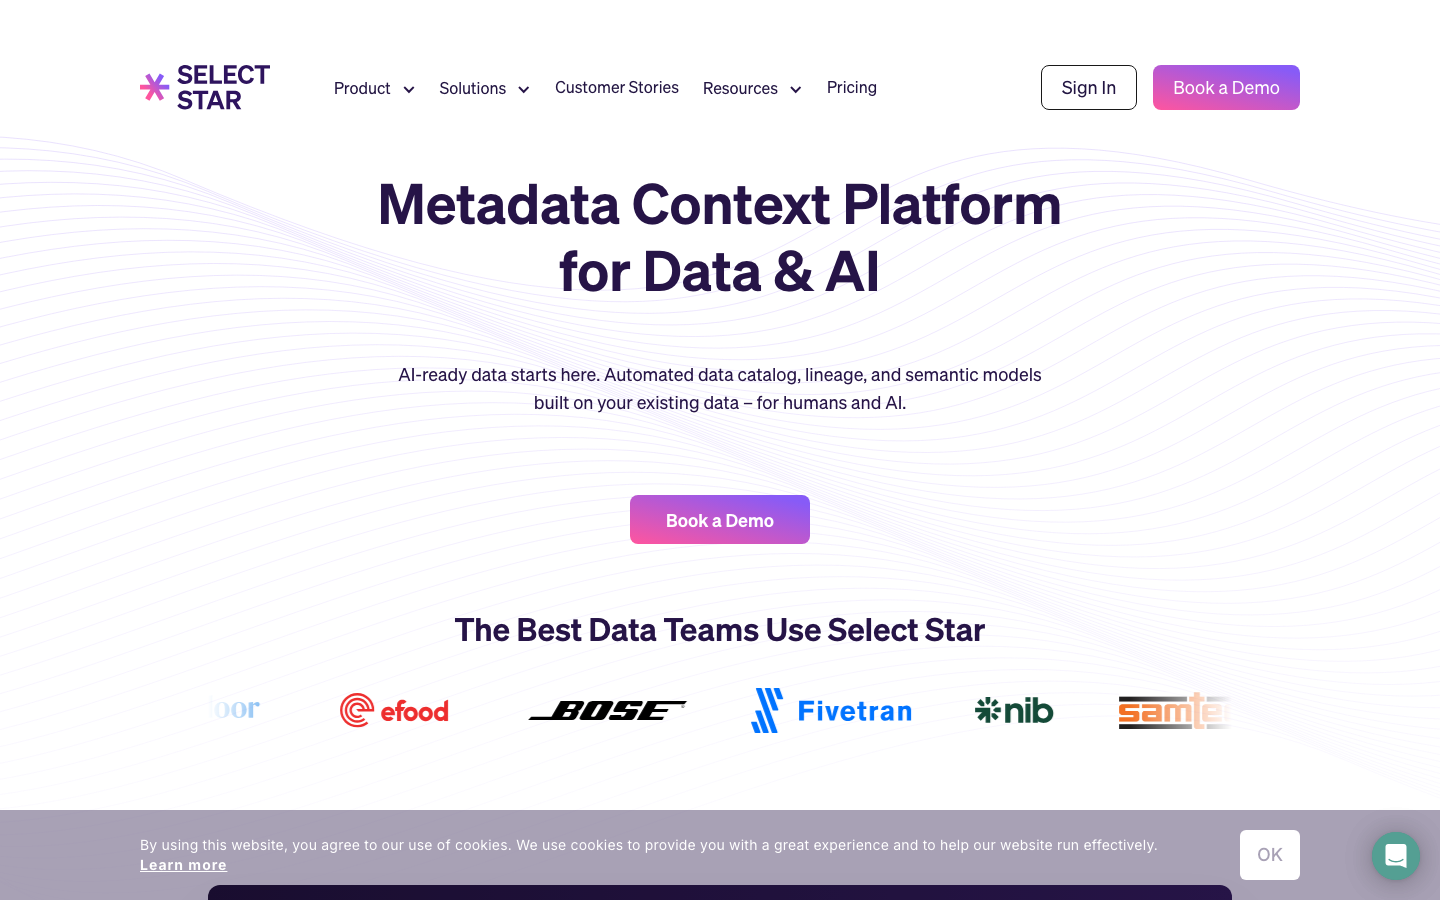 SELECT
STAR
Product
Solutions
Customer Stories
Resources
Pricing
Sign In
Book a Demo
Metadata Context Platform
for Data & AI
AI-ready data starts here. Automated data catalog, lineage, and semantic models
built on your existing data – for humans and AI.
Book a Demo
The Best Data Teams Use Select Star
efood
BOSE
Fivetran
nib
By using this website, you agree to our use of cookies. We use cookies to provide you with a great experience and to help our website run effectively.
Learn more
OK